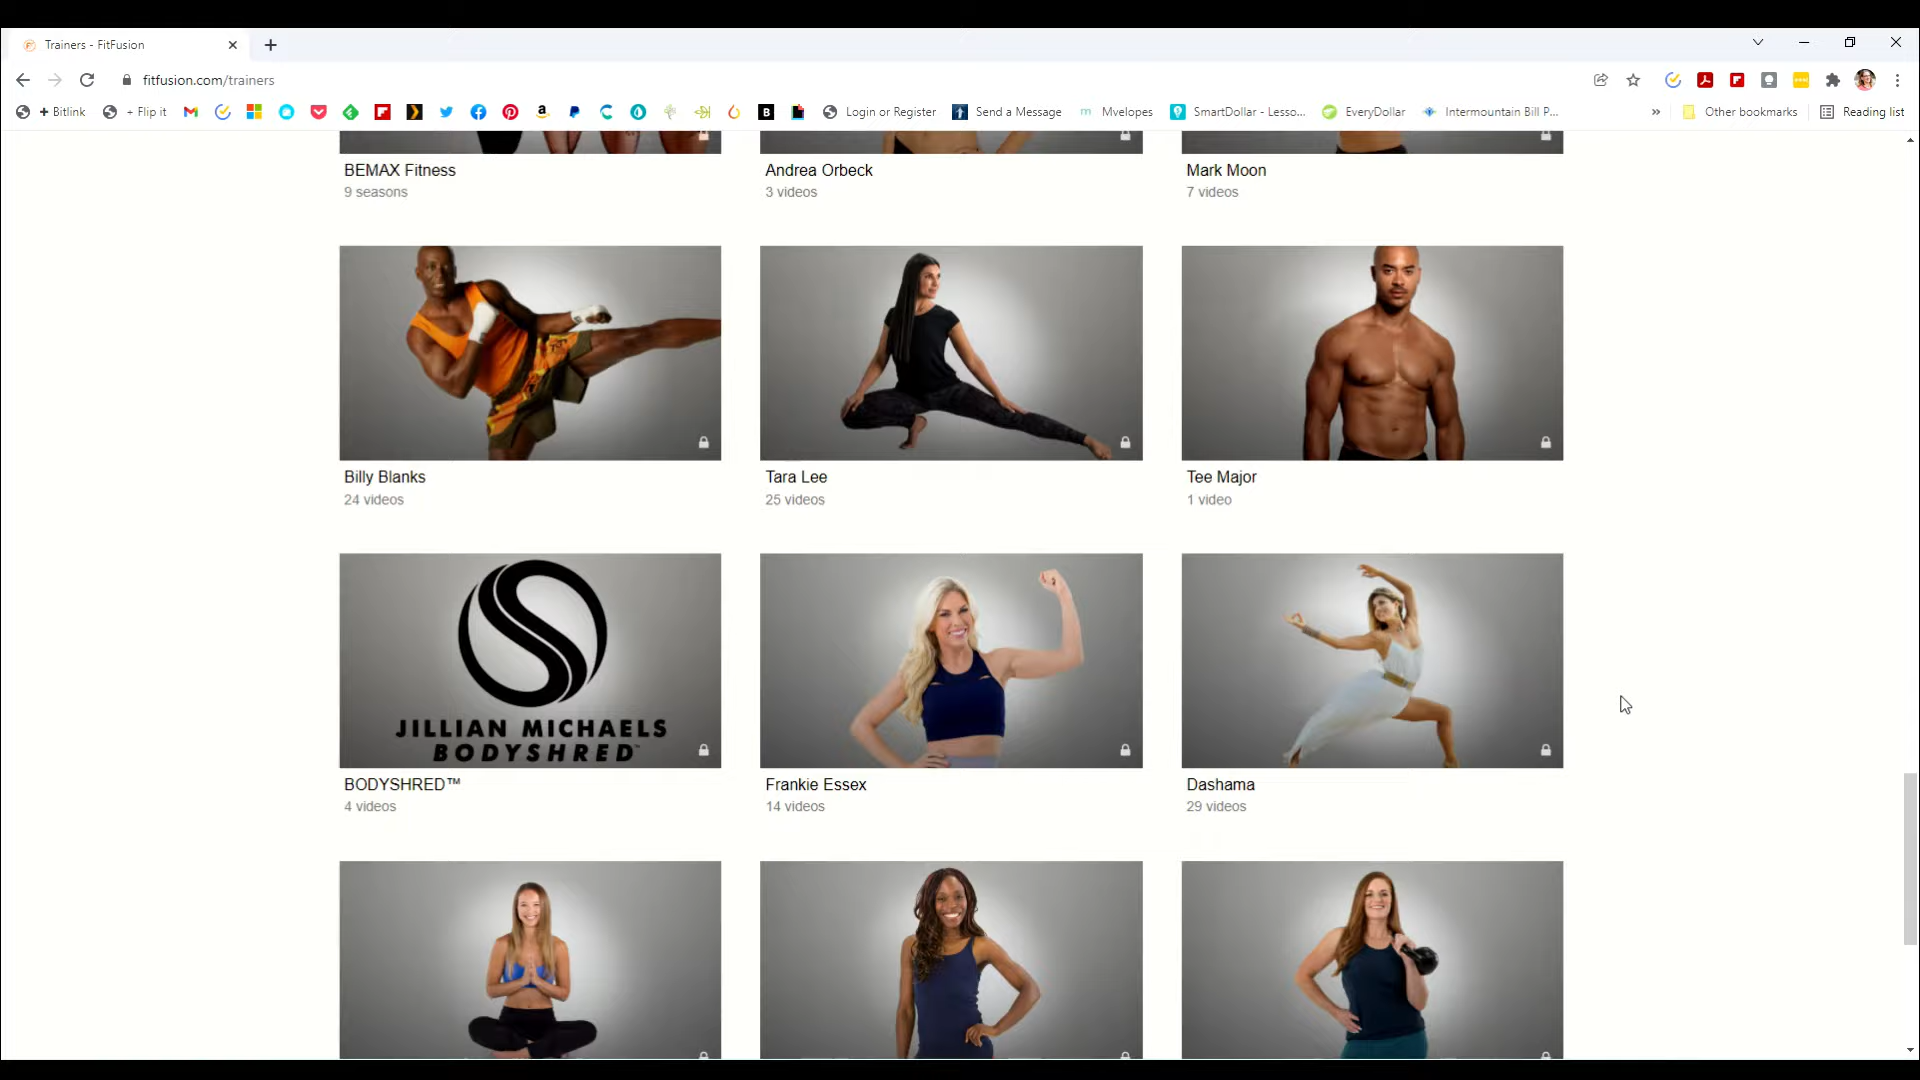 Trainers - FitFusion
fitfusion.com/trainers
+ Bitlink
+ Flip it
Login or Register
Send a Message
Mvelopes
SmartDollar - Lesso...
EveryDollar
Intermountain Bill P...
»
Other bookmarks
Reading list
BEMAX Fitness
9 seasons
Andrea Orbeck
3 videos
Mark Moon
7 videos
Billy Blanks
24 videos
Tara Lee
25 videos
Tee Major
1 video
JILLIAN MICHAELS
BODYSHRED™
BODYSHRED™
4 videos
Frankie Essex
14 videos
Dashama
29 videos